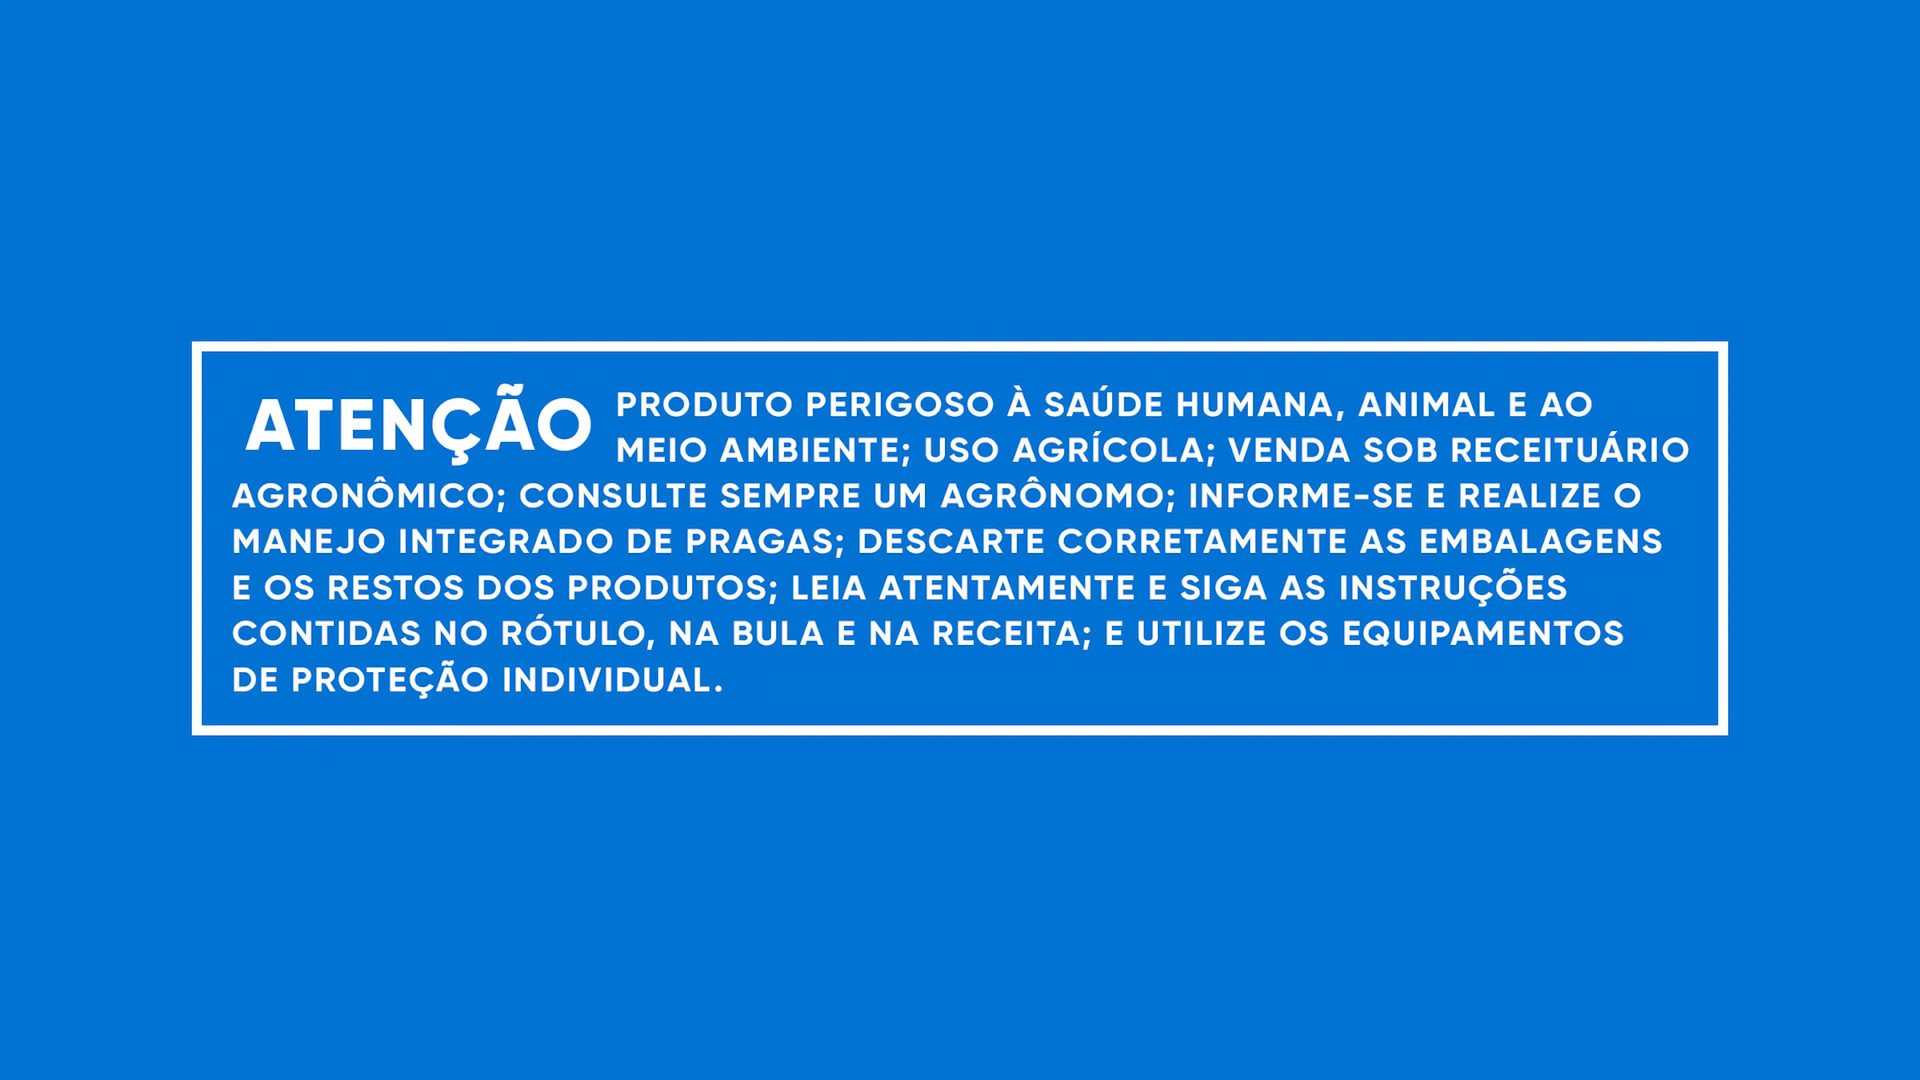 ATENÇÃO PRODUTO PERIGOSO À SAÚDE HUMANA, ANIMAL E AO
MEIO AMBIENTE; USO AGRÍCOLA; VENDA SOB RECEITUÁRIO
AGRONÔMICO; CONSULTE SEMPRE UM AGRÔNOMO; INFORME-SE E REALIZE O
MANEJO INTEGRADO DE PRAGAS; DESCARTE CORRETAMENTE AS EMBALAGENS
E OS RESTOS DOS PRODUTOS; LEIA ATENTAMENTE E SIGA AS INSTRUÇÕES
CONTIDAS NO RÓTULO, NA BULA E NA RECEITA; E UTILIZE OS EQUIPAMENTOS
DE PROTEÇÃO INDIVIDUAL.